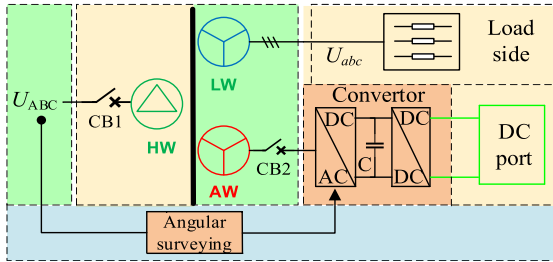 U_ABC
CB1
HW
LW
AW
CB2
U_abc
Load
side
Convertor
DC
AC
C
DC
DC
DC
port
Angular
surveying